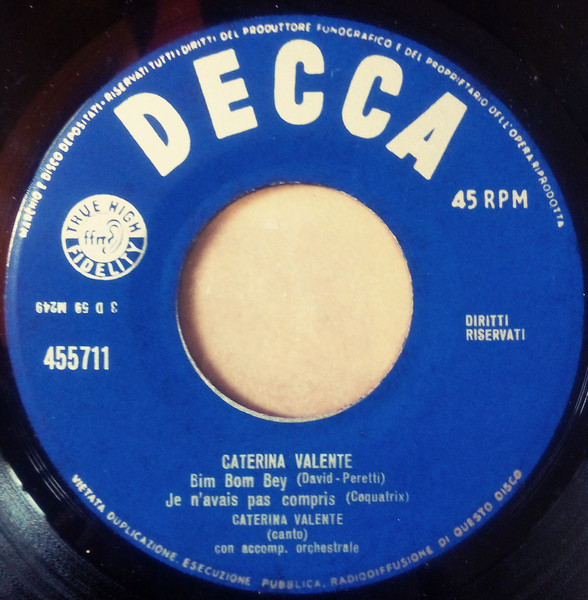 MARCHIO E DISCO DEPOSITATI • RISERVATI TUTTI I DIRITTI DEL PRODUTTORE FONOGRAFICO E DEL PROPRIETARIO DELL'OPERA RIPRODOTTA
DECCA
45 RPM
TRUE HIGH
ffrr
FIDELITY
3 D 59 M249
DIRITTI
RISERVATI
455711
CATERINA VALENTE
Bim Bom Bey (David-Peretti)
Je n'avais pas compris (Coquatrix)
CATERINA VALENTE
(canto)
con accomp. orchestrale
VIETATA DUPLICAZIONE, ESECUZIONE PUBBLICA, RADIODIFFUSIONE DI QUESTO DISCO